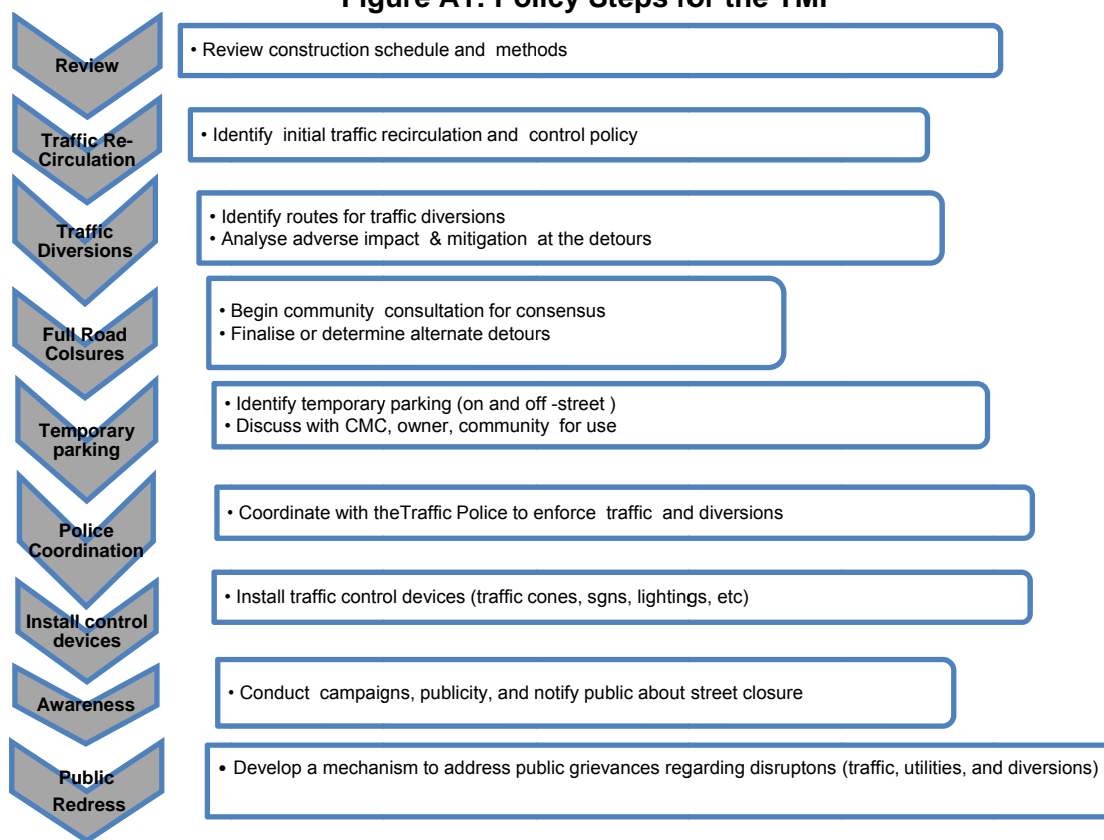 Figure A1: Policy Steps for the TMP
Review
• Review construction schedule and methods
Traffic Re-
Circulation
• Identify initial traffic recirculation and control policy
Traffic
Diversions
• Identify routes for traffic diversions
• Analyse adverse impact & mitigation at the detours
Full Road
Colsures
• Begin community consultation for consensus
• Finalise or determine alternate detours
Temporary
parking
• Identify temporary parking (on and off -street )
• Discuss with CMC, owner, community for use
Police
Coordination
• Coordinate with theTraffic Police to enforce traffic and diversions
Install control
devices
• Install traffic control devices (traffic cones, sgns, lightings, etc)
Awareness
• Conduct campaigns, publicity, and notify public about street closure
Public
Redress
• Develop a mechanism to address public grievances regarding disruptons (traffic, utilities, and diversions)